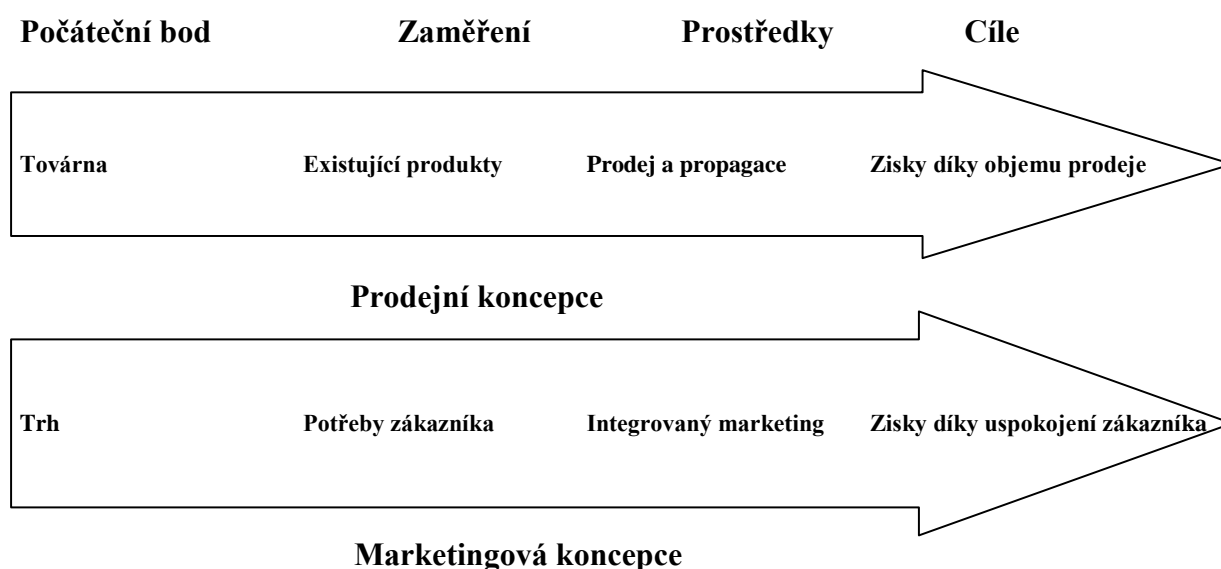 Počáteční bod Zaměření Prostředky Cíle
Továrna Existující produkty Prodej a propagace Zisky díky objemu prodeje
Prodejní koncepce
Trh Potřeby zákazníka Integrovaný marketing Zisky díky uspokojení zákazníka
Marketingová koncepce